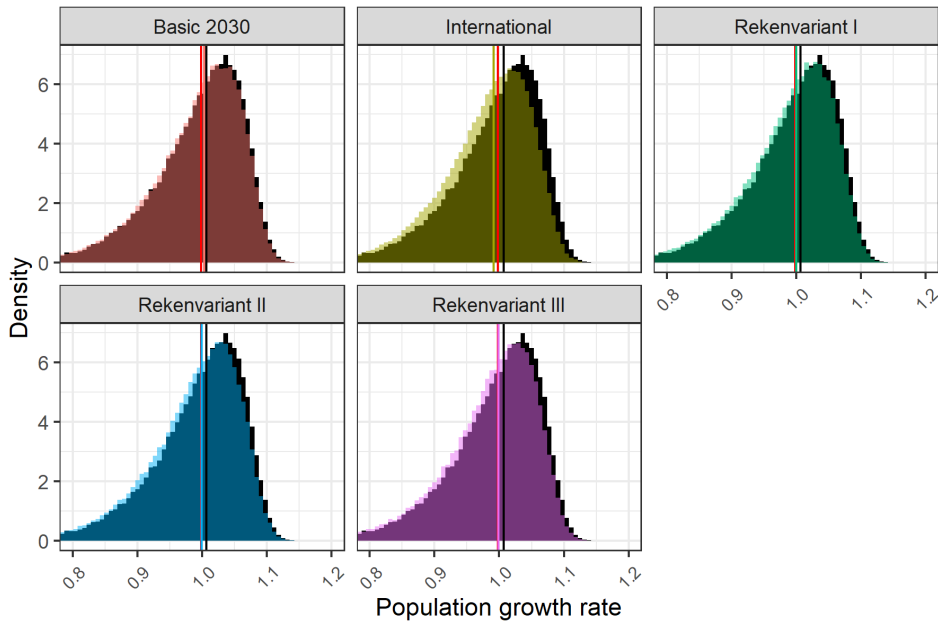 Basic 2030
International
Rekenvariant I
Density
6
4
2
0
0.8 0.9 1.0 1.1 1.2
Rekenvariant II
Rekenvariant III
6
4
2
0
0.8 0.9 1.0 1.1 1.2
0.8 0.9 1.0 1.1 1.2
Population growth rate